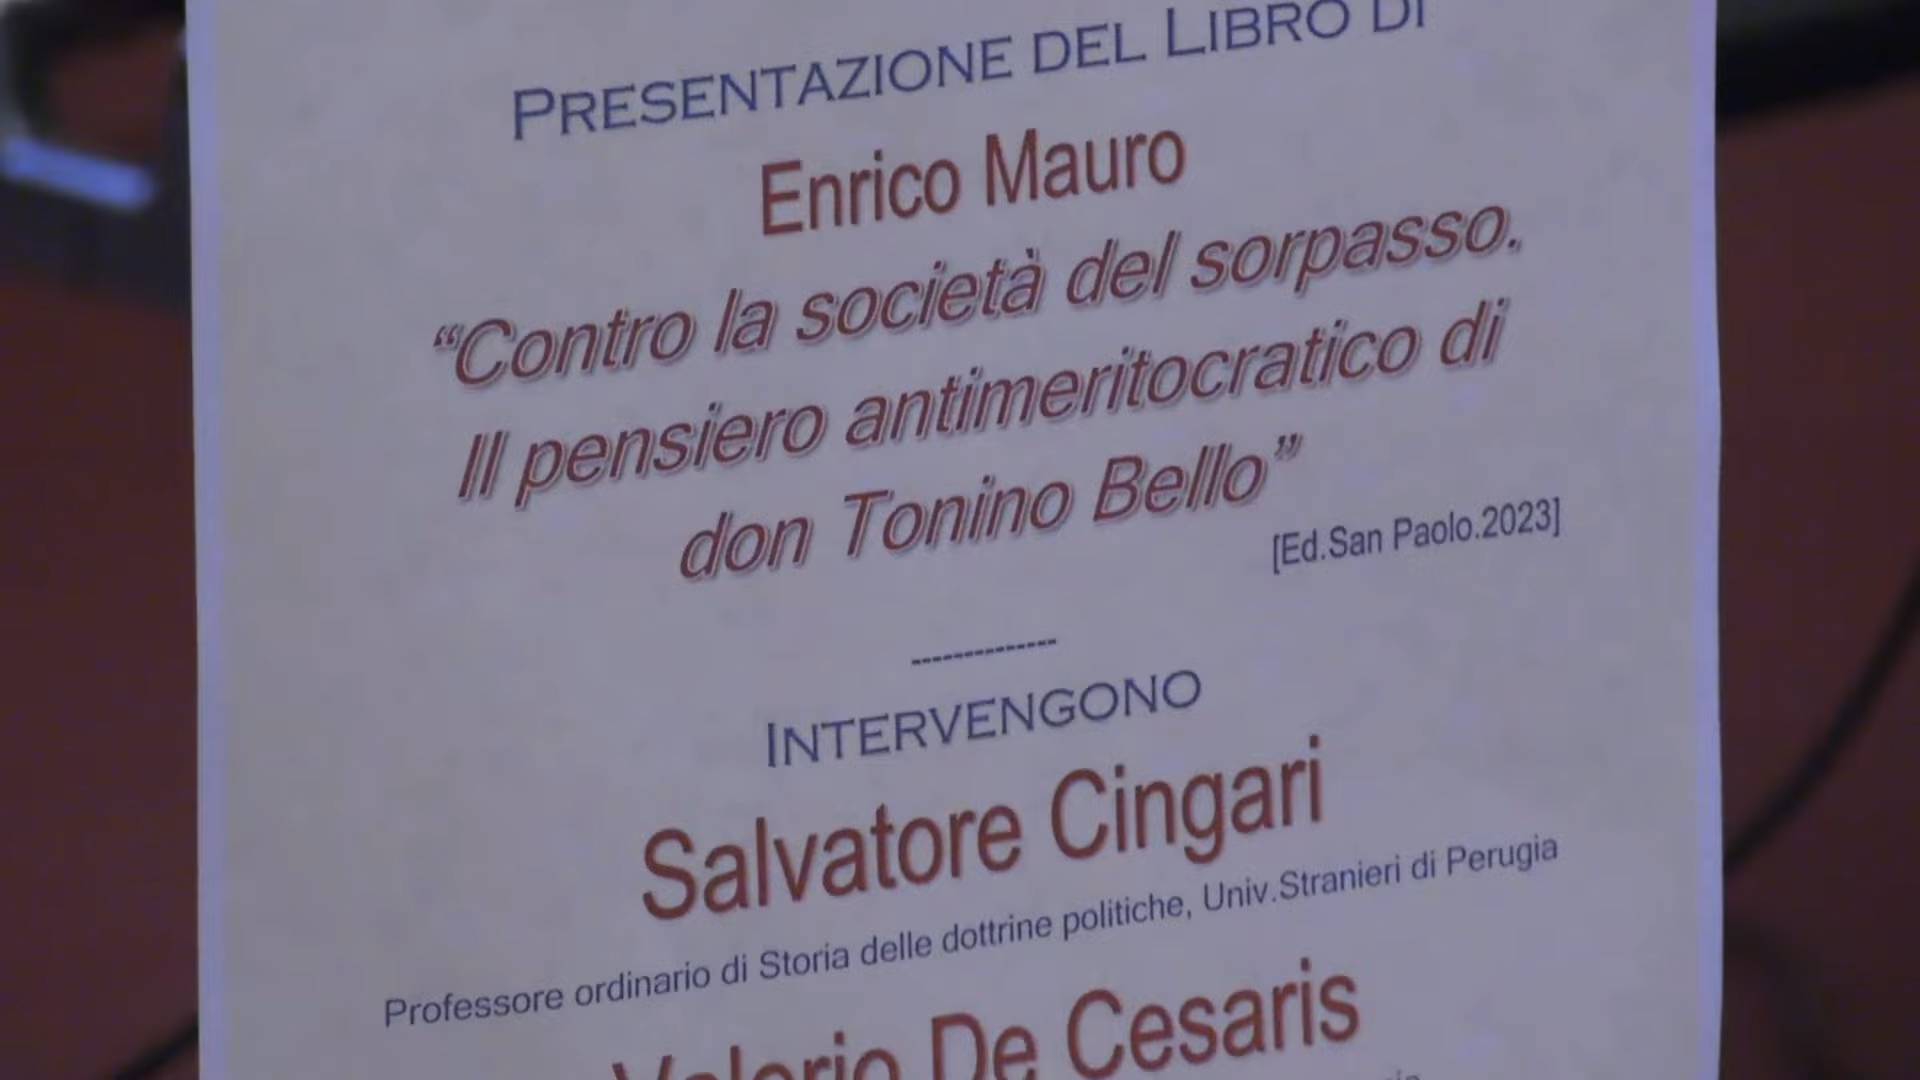 PRESENTAZIONE DEL LIBRO DI
Enrico Mauro
“Contro la società del sorpasso.
Il pensiero antimeritocratico di
don Tonino Bello”
[Ed.San Paolo.2023]
--------------
INTERVENGONO
Salvatore Cingari
Professore ordinario di Storia delle dottrine politiche, Univ.Stranieri di Perugia
Valerio De Cesaris